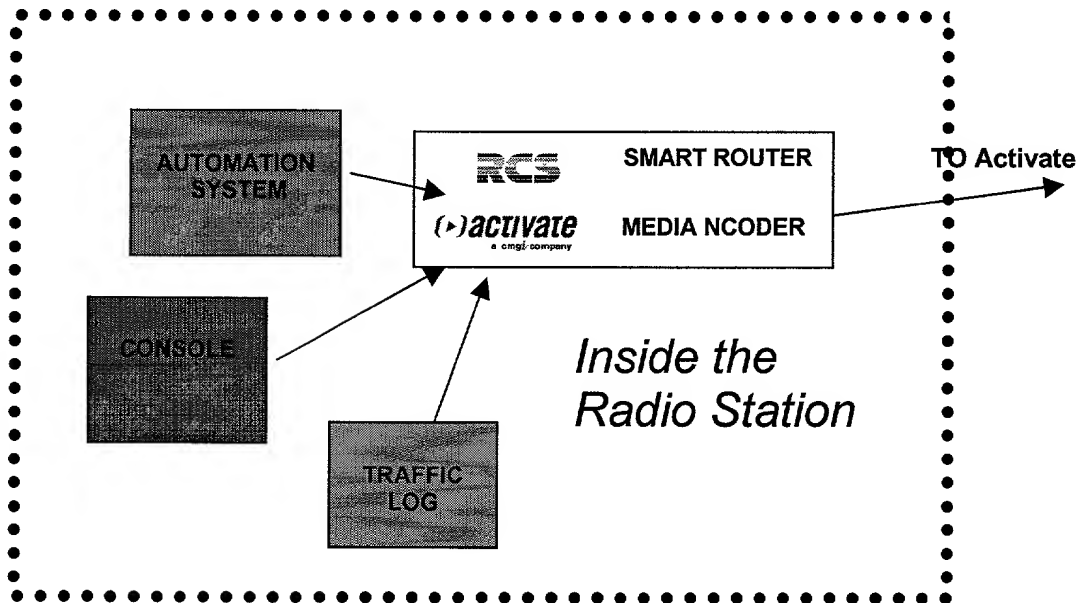 AUTOMATION
SYSTEM
RCS
SMART ROUTER
TO Activate
activate
a cmgi company
MEDIA NCODER
CONSOLE
Inside the
Radio Station
TRAFFIC
LOG